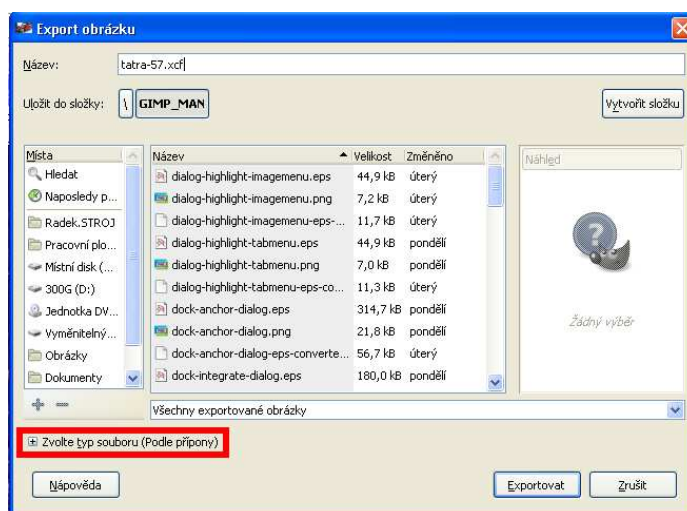 Export obrázku
Název: tatra-57.xcf
Uložit do složky: \ GIMP_MAN Vytvořit složku
Místa Název Velikost Změněno Náhled
Hledat dialog-highlight-imagemenu.eps 44,9 kB úterý
Naposledy p... dialog-highlight-imagemenu.png 7,2 kB úterý
Radek.STROJ dialog-highlight-imagemenu-eps-... 11,7 kB úterý
Pracovní plo... dialog-highlight-tabmenu.eps 44,9 kB pondělí
Místní disk (... dialog-highlight-tabmenu.png 7,0 kB pondělí
300G (D:) dialog-highlight-tabmenu-eps-co... 11,3 kB úterý
Jednotka DV... dock-anchor-dialog.eps 314,7 kB pondělí
Vyměnitelný... dock-anchor-dialog.png 21,8 kB pondělí Žádný výběr
Obrázky dock-anchor-dialog-eps-converte... 56,7 kB úterý
Dokumenty dock-integrate-dialog.eps 180,0 kB pondělí
Všechny exportované obrázky
Zvolte typ souboru (Podle přípony)
Nápověda Exportovat Zrušit